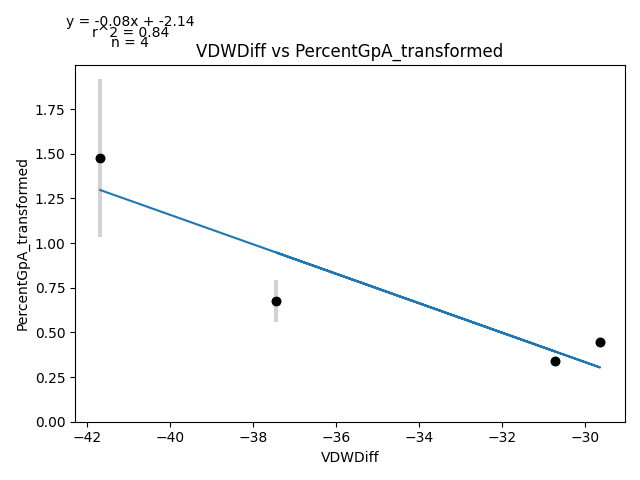 y = -0.08x + -2.14
r^2 = 0.84
n = 4
VDWDiff vs PercentGpA_transformed
PercentGpA_transformed
1.75
1.50
1.25
1.00
0.75
0.50
0.25
0.00
−42 −40 −38 −36 −34 −32 −30
VDWDiff